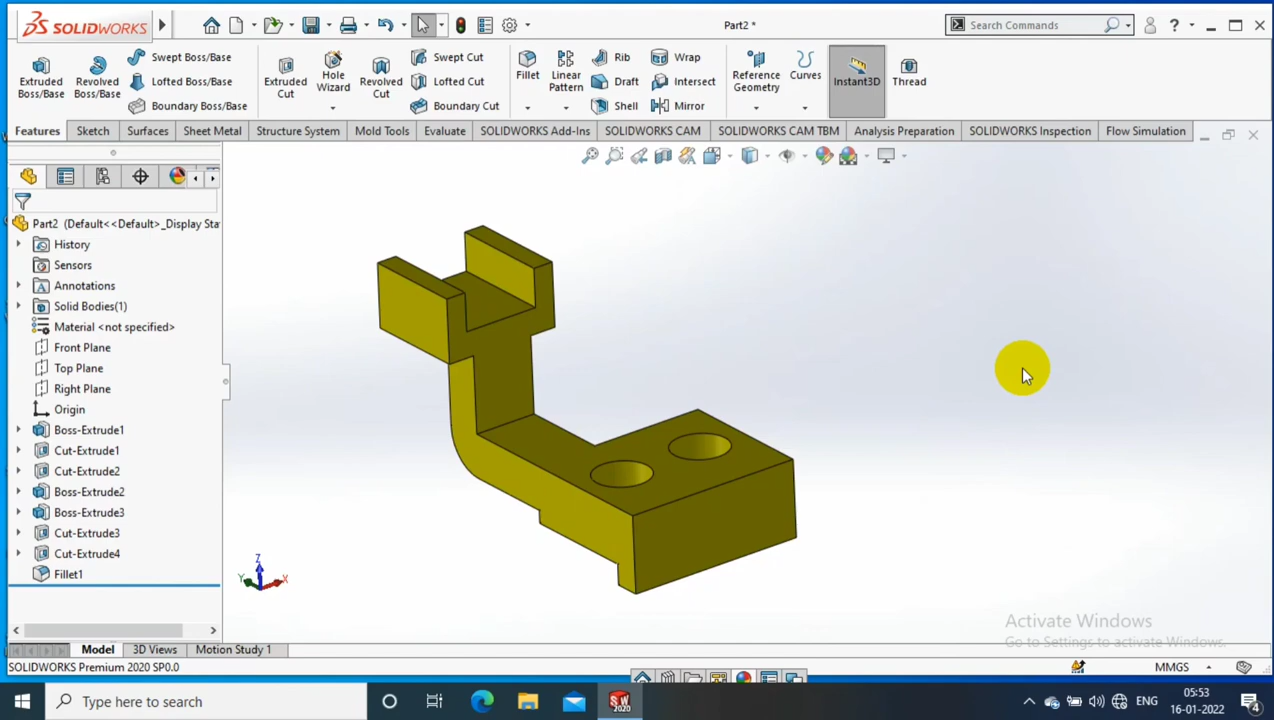 SOLIDWORKS
Part2 *
Search Commands
Extruded Boss/Base
Revolved Boss/Base
Swept Boss/Base
Lofted Boss/Base
Boundary Boss/Base
Extruded Cut
Hole Wizard
Revolved Cut
Swept Cut
Lofted Cut
Boundary Cut
Fillet
Linear Pattern
Rib
Draft
Shell
Wrap
Intersect
Mirror
Reference Geometry
Curves
Instant3D
Thread
Features Sketch Surfaces Sheet Metal Structure System Mold Tools Evaluate SOLIDWORKS Add-Ins SOLIDWORKS CAM SOLIDWORKS CAM TBM Analysis Preparation SOLIDWORKS Inspection Flow Simulation
Part2 (Default<<Default>_Display Sta
History
Sensors
Annotations
Solid Bodies(1)
Material <not specified>
Front Plane
Top Plane
Right Plane
Origin
Boss-Extrude1
Cut-Extrude1
Cut-Extrude2
Boss-Extrude2
Boss-Extrude3
Cut-Extrude3
Cut-Extrude4
Fillet1
Z
Y
X
Activate Windows
Go to Settings to activate Windows.
Model 3D Views Motion Study 1
SOLIDWORKS Premium 2020 SP0.0
MMGS
Type here to search
SW
2020
ENG
05:53
16-01-2022
4